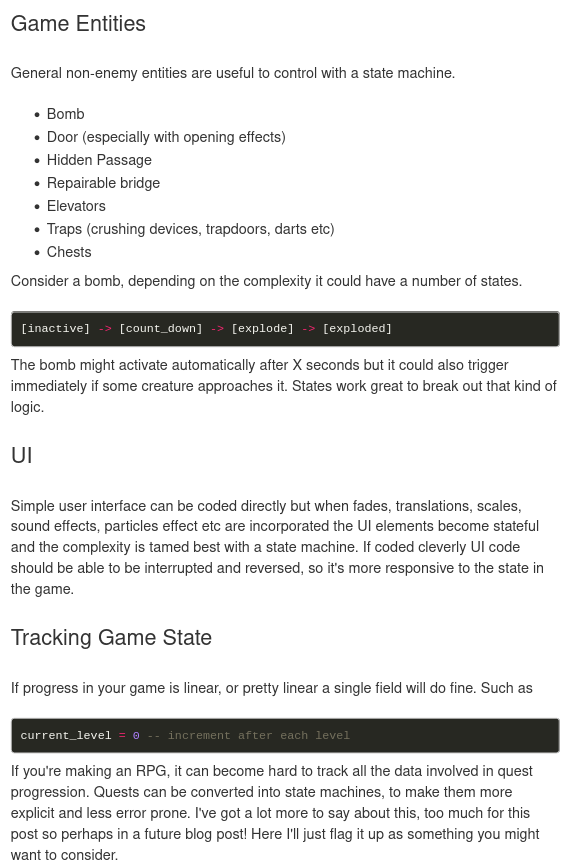 Game Entities
General non-enemy entities are useful to control with a state machine.
• Bomb
• Door (especially with opening effects)
• Hidden Passage
• Repairable bridge
• Elevators
• Traps (crushing devices, trapdoors, darts etc)
• Chests
Consider a bomb, depending on the complexity it could have a number of states.
[inactive] -> [count_down] -> [explode] -> [exploded]
The bomb might activate automatically after X seconds but it could also trigger
immediately if some creature approaches it. States work great to break out that kind of
logic.
UI
Simple user interface can be coded directly but when fades, translations, scales,
sound effects, particles effect etc are incorporated the UI elements become stateful
and the complexity is tamed best with a state machine. If coded cleverly UI code
should be able to be interrupted and reversed, so it's more responsive to the state in
the game.
Tracking Game State
If progress in your game is linear, or pretty linear a single field will do fine. Such as
current_level = 0 -- increment after each level
If you're making an RPG, it can become hard to track all the data involved in quest
progression. Quests can be converted into state machines, to make them more
explicit and less error prone. I've got a lot more to say about this, too much for this
post so perhaps in a future blog post! Here I'll just flag it up as something you might
want to consider.